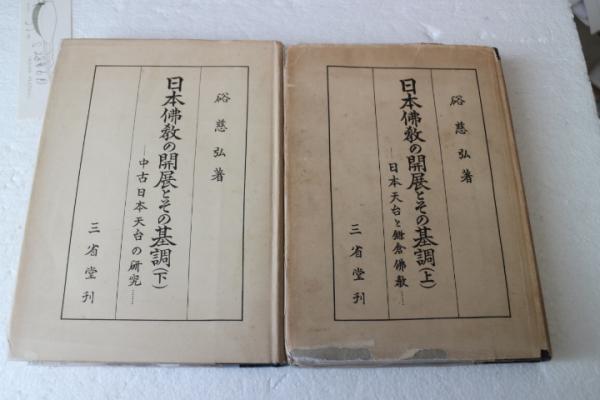 硲慈弘著
日本佛教の開展とその基調(上)
—日本天台と鎌倉佛教……
三省堂刊
硲慈弘著
日本佛教の開展とその基調(下)
—中古日本天台の研究……
三省堂刊